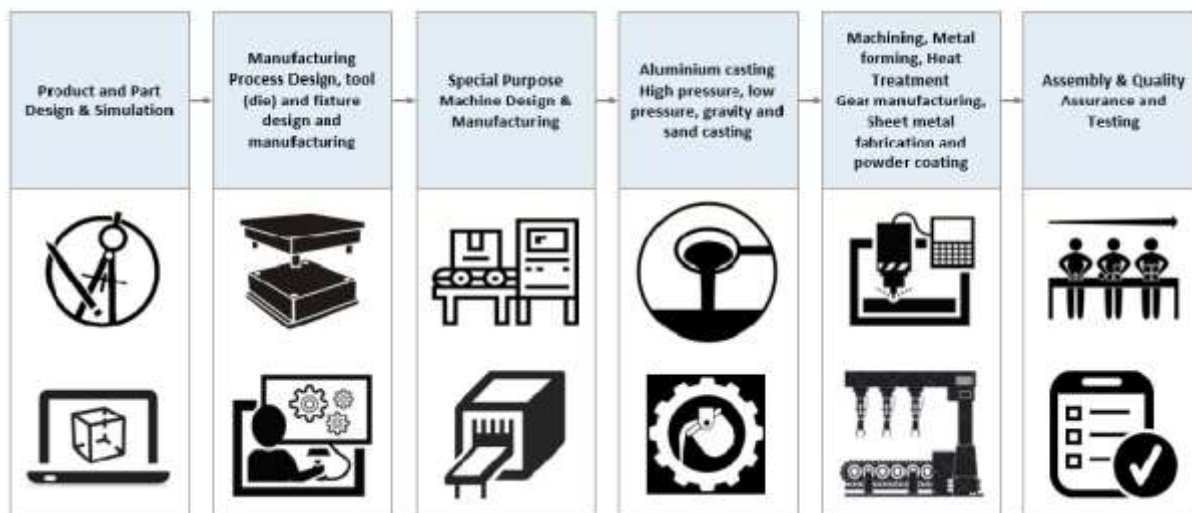 Product and Part
Design & Simulation
Manufacturing
Process Design, tool
(die) and fixture
design and
manufacturing
Special Purpose
Machine Design &
Manufacturing
Aluminium casting
High pressure, low
pressure, gravity and
sand casting
Machining, Metal
forming, Heat
Treatment
Gear manufacturing,
Sheet metal
fabrication and
powder coating
Assembly & Quality
Assurance and
Testing